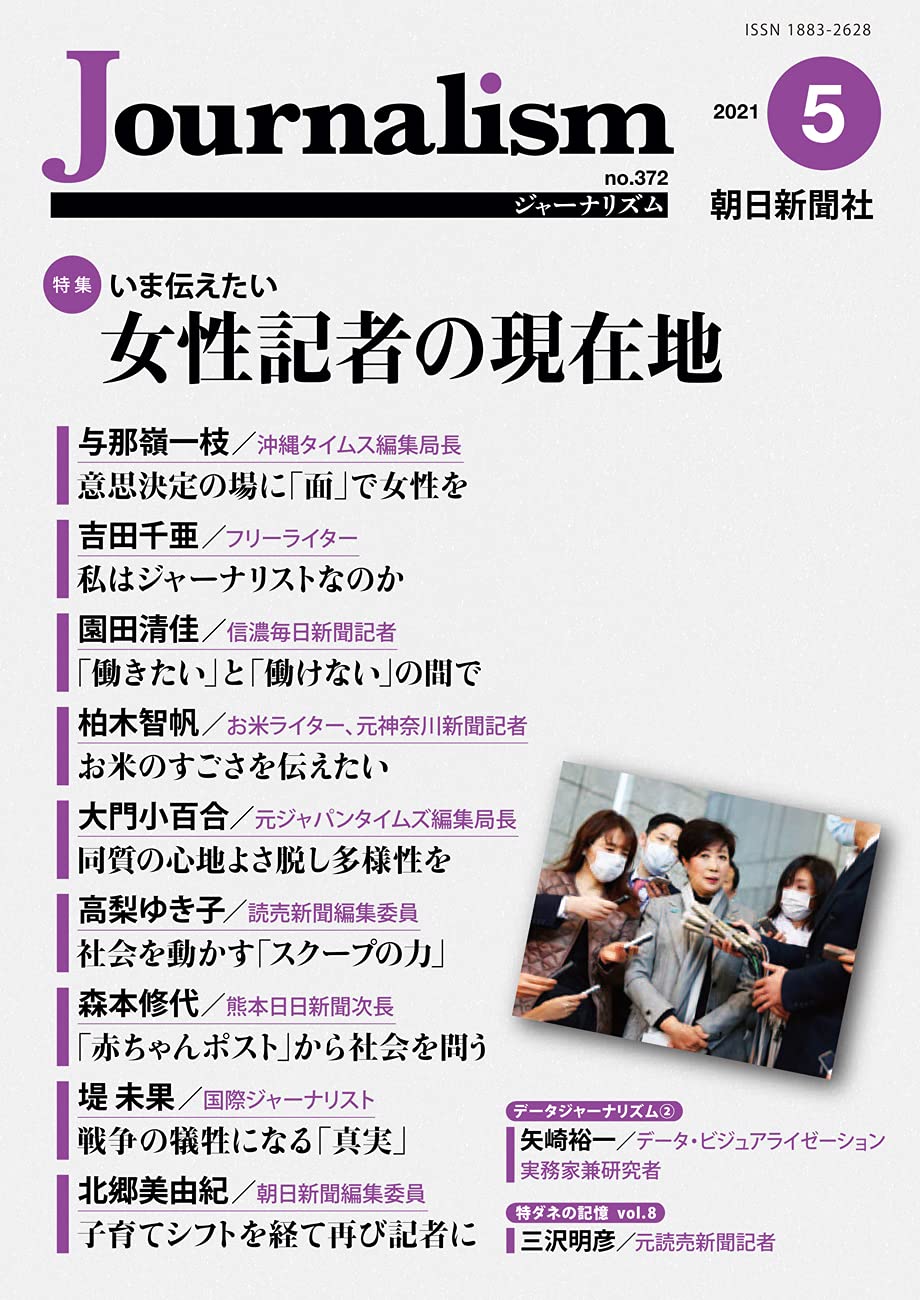 ISSN 1883-2628
Journalism
no.372
ジャーナリズム
2021
5
朝日新聞社
特集
いま伝えたい
女性記者の現在地
与那嶺一枝／沖縄タイムス編集局長
意思決定の場に「面」で女性を
吉田千亜／フリーライター
私はジャーナリストなのか
園田清佳／信濃毎日新聞記者
「働きたい」と「働けない」の間で
柏木智帆／お米ライター、元神奈川新聞記者
お米のすごさを伝えたい
大門小百合／元ジャパンタイムズ編集局長
同質の心地よさ脱し多様性を
高梨ゆき子／読売新聞編集委員
社会を動かす「スクープの力」
森本修代／熊本日日新聞次長
「赤ちゃんポスト」から社会を問う
堤 未果／国際ジャーナリスト
戦争の犠牲になる「真実」
北郷美由紀／朝日新聞編集委員
子育てシフトを経て再び記者に
データジャーナリズム②
矢崎裕一／データ・ビジュアライゼーション
実務家兼研究者
特ダネの記憶 vol.8
三沢明彦／元読売新聞記者